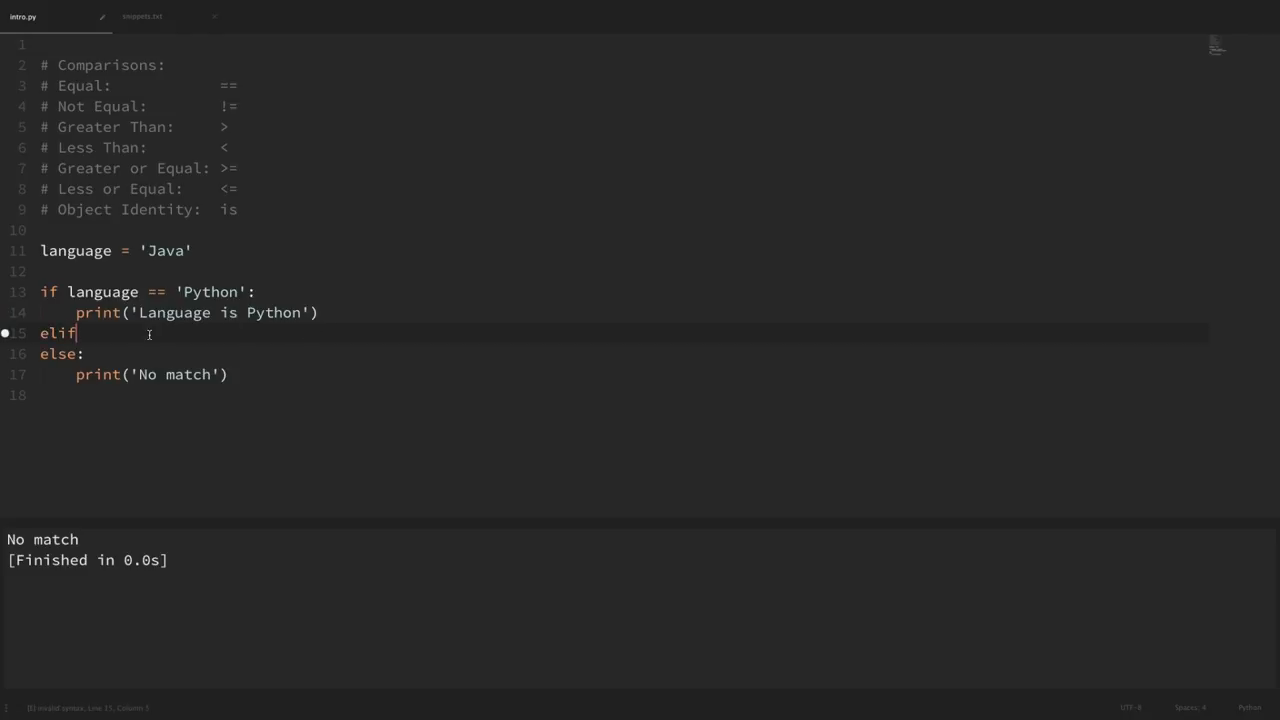 intro.py
snippets.txt
1
2 # Comparisons:
3 # Equal:            ==
4 # Not Equal:        !=
5 # Greater Than:     >
6 # Less Than:        <
7 # Greater or Equal: >=
8 # Less or Equal:    <=
9 # Object Identity:  is
10
11 language = 'Java'
12
13 if language == 'Python':
14     print('Language is Python')
15 elif
16 else:
17     print('No match')
18
No match
[Finished in 0.0s]
[E] invalid syntax, Line 15, Column 5
UTF-8
Spaces: 4
Python